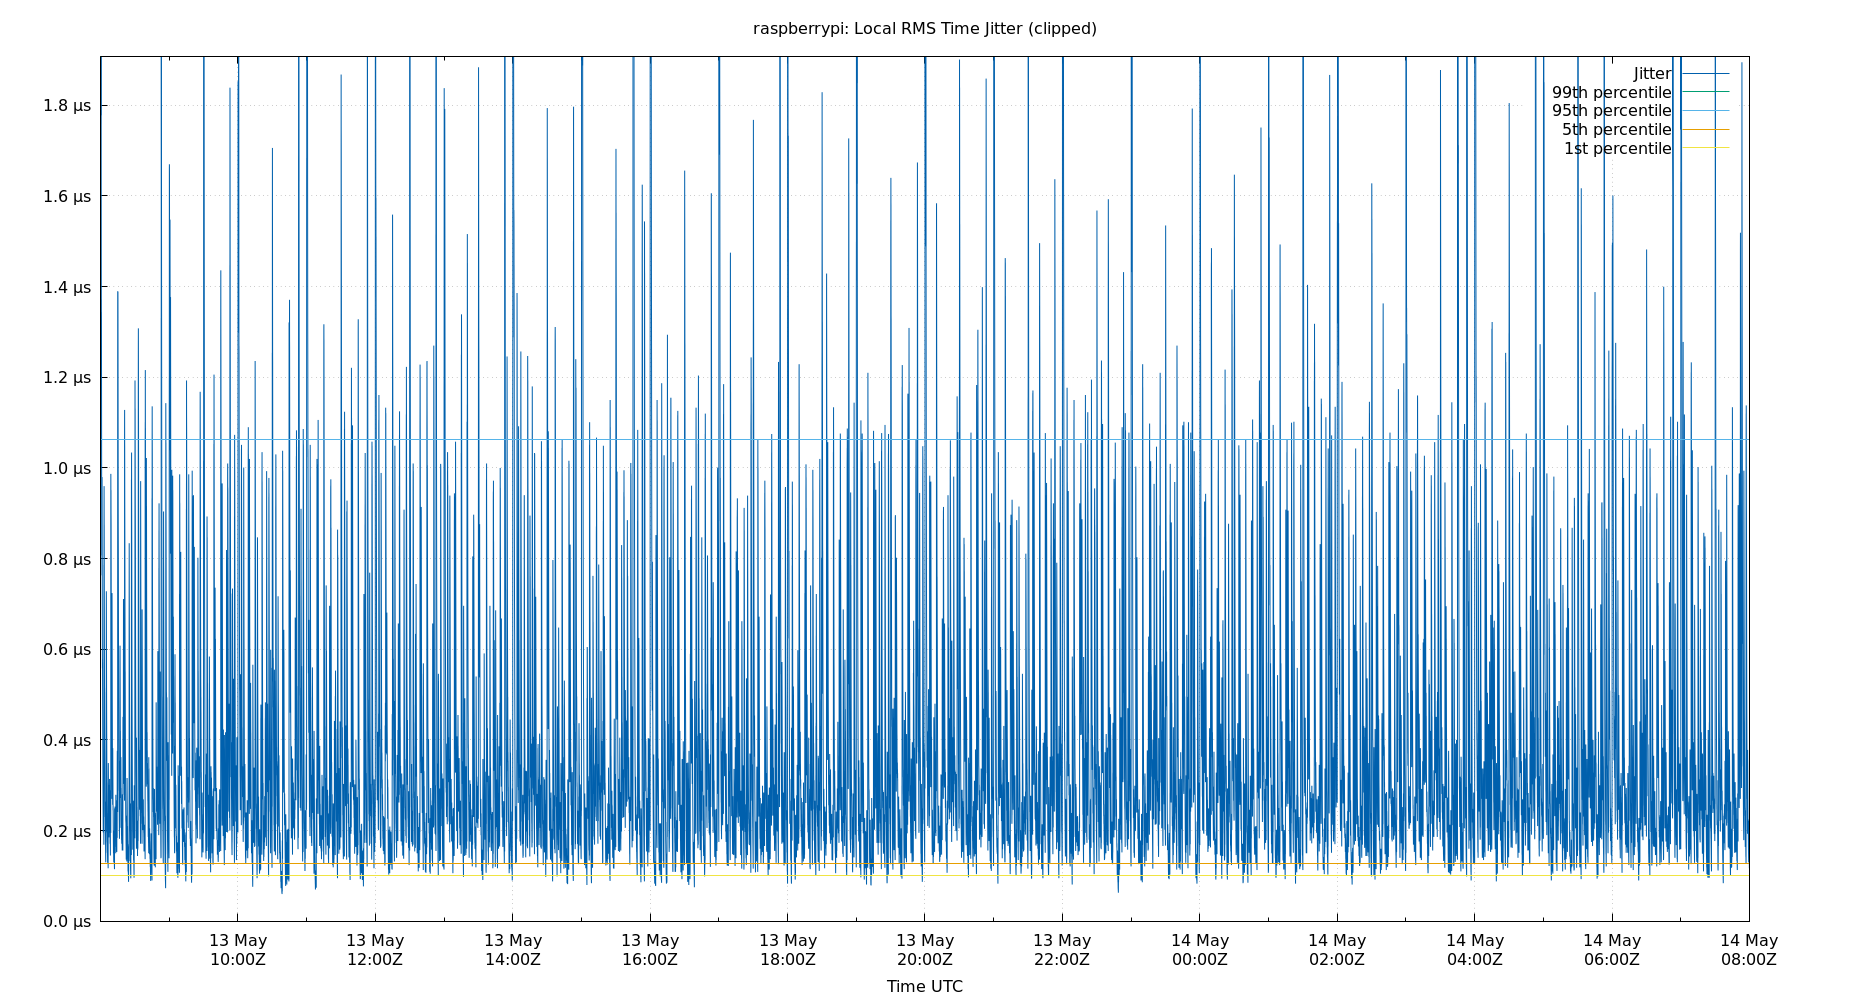 raspberrypi: Local RMS Time Jitter (clipped)
Jitter
99th percentile
95th percentile
5th percentile
1st percentile
1.8 µs
1.6 µs
1.4 µs
1.2 µs
1.0 µs
0.8 µs
0.6 µs
0.4 µs
0.2 µs
0.0 µs
13 May 13 May 13 May 13 May 13 May 13 May 13 May 14 May 14 May 14 May 14 May 14 May
10:00Z 12:00Z 14:00Z 16:00Z 18:00Z 20:00Z 22:00Z 00:00Z 02:00Z 04:00Z 06:00Z 08:00Z
Time UTC